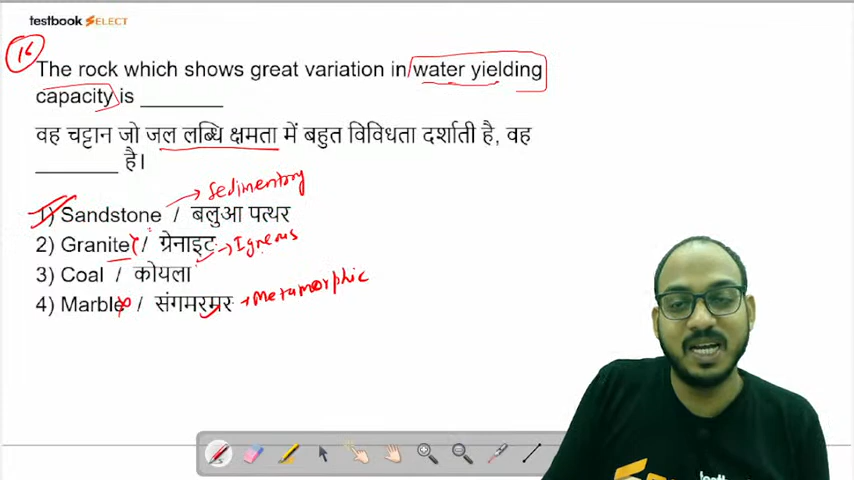 testbook SELECT
16
The rock which shows great variation in water yielding
capacity is ________
वह चट्टान जो जल लब्धि क्षमता में बहुत विविधता दर्शाती है, वह
________ है।
1) Sandstone / बलुआ पत्थर → Sedimentary
2) Granite / ग्रेनाइट → Igneous
3) Coal / कोयला
4) Marble / संगमरमर → Metamorphic